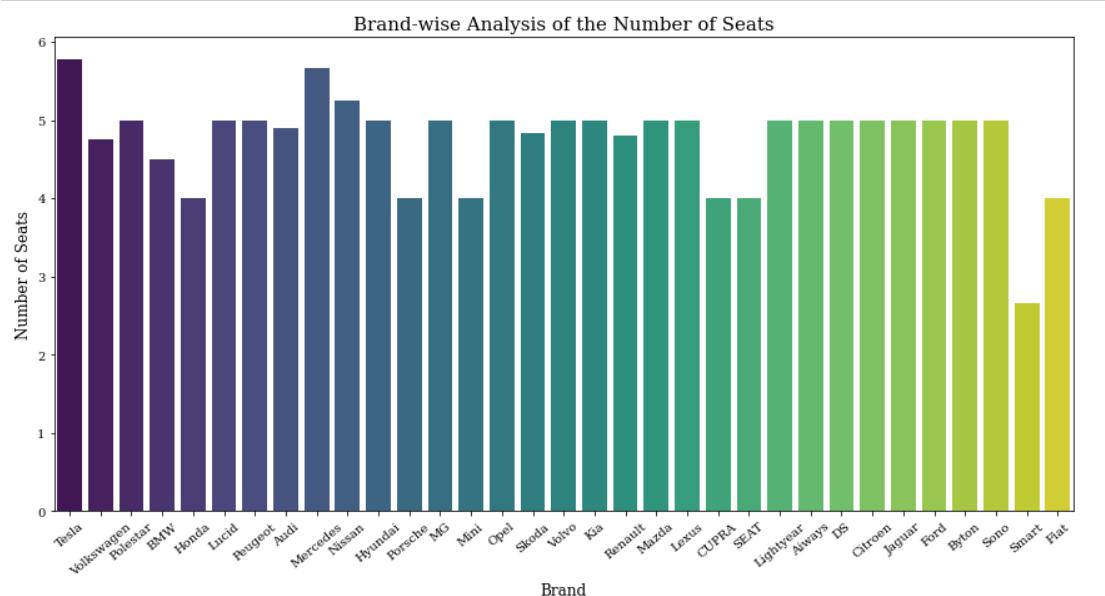 Brand-wise Analysis of the Number of Seats
6
5
4
3
2
1
0
Number of Seats
Tesla
Volkswagen
Polestar
BMW
Honda
Lucid
Peugeot
Audi
Mercedes
Nissan
Hyundai
Porsche
MG
Mini
Opel
Skoda
Volvo
Kia
Renault
Mazda
Lexus
CUPRA
SEAT
Lightyear
Aiways
DS
Citroen
Jaguar
Ford
Byton
Sono
Smart
Fiat
Brand